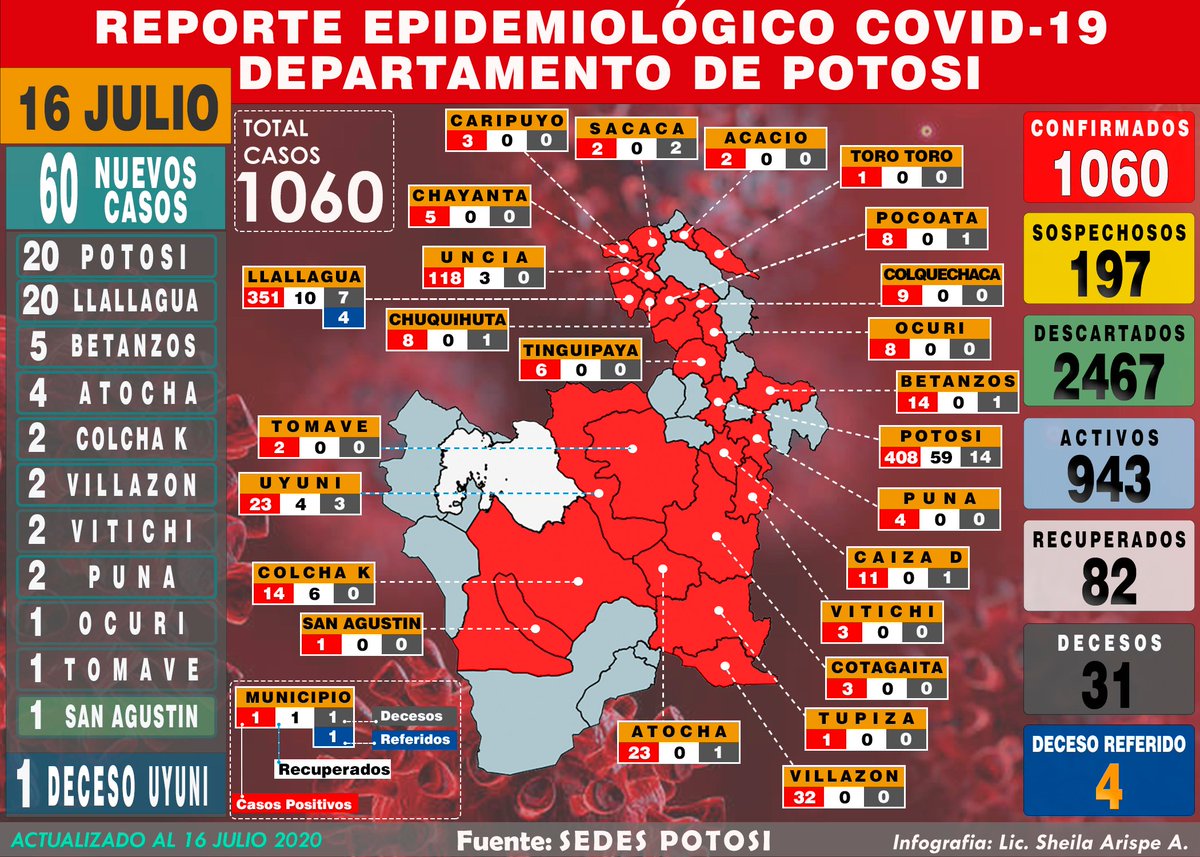 REPORTE EPIDEMIOLÓGICO COVID-19
DEPARTAMENTO DE POTOSI
16 JULIO
60 NUEVOS CASOS
20 POTOSI
20 LLALLAGUA
5 BETANZOS
4 ATOCHA
2 COLCHA K
2 VILLAZON
2 VITICHI
2 PUNA
1 OCURI
1 TOMAVE
1 SAN AGUSTIN
1 DECESO UYUNI
TOTAL
CASOS
1060
CARIPUYO
3 0 0
SACACA
2 0 2
ACACIO
2 0 0
TORO TORO
1 0 0
CHAYANTA
5 0 0
POCOATA
8 0 1
UNCIA
118 3 0
LLALLAGUA
351 10 7
4
COLQUECHACA
9 0 0
CHUQUIHUTA
8 0 1
OCURI
8 0 0
TINGUIPAYA
6 0 0
BETANZOS
14 0 1
TOMAVE
2 0 0
POTOSI
408 59 14
UYUNI
23 4 3
PUNA
4 0 0
CAIZA D
11 0 1
COLCHA K
14 6 0
VITICHI
3 0 0
SAN AGUSTIN
1 0 0
COTAGAITA
3 0 0
TUPIZA
1 0 0
ATOCHA
23 0 1
VILLAZON
32 0 0
MUNICIPIO
1 1 1 Decesos
1 Referidos
Recuperados
Casos Positivos
CONFIRMADOS
1060
SOSPECHOSOS
197
DESCARTADOS
2467
ACTIVOS
943
RECUPERADOS
82
DECESOS
31
DECESO REFERIDO
4
ACTUALIZADO AL 16 JULIO 2020
Fuente: SEDES POTOSI
Infografia: Lic. Sheila Arispe A.